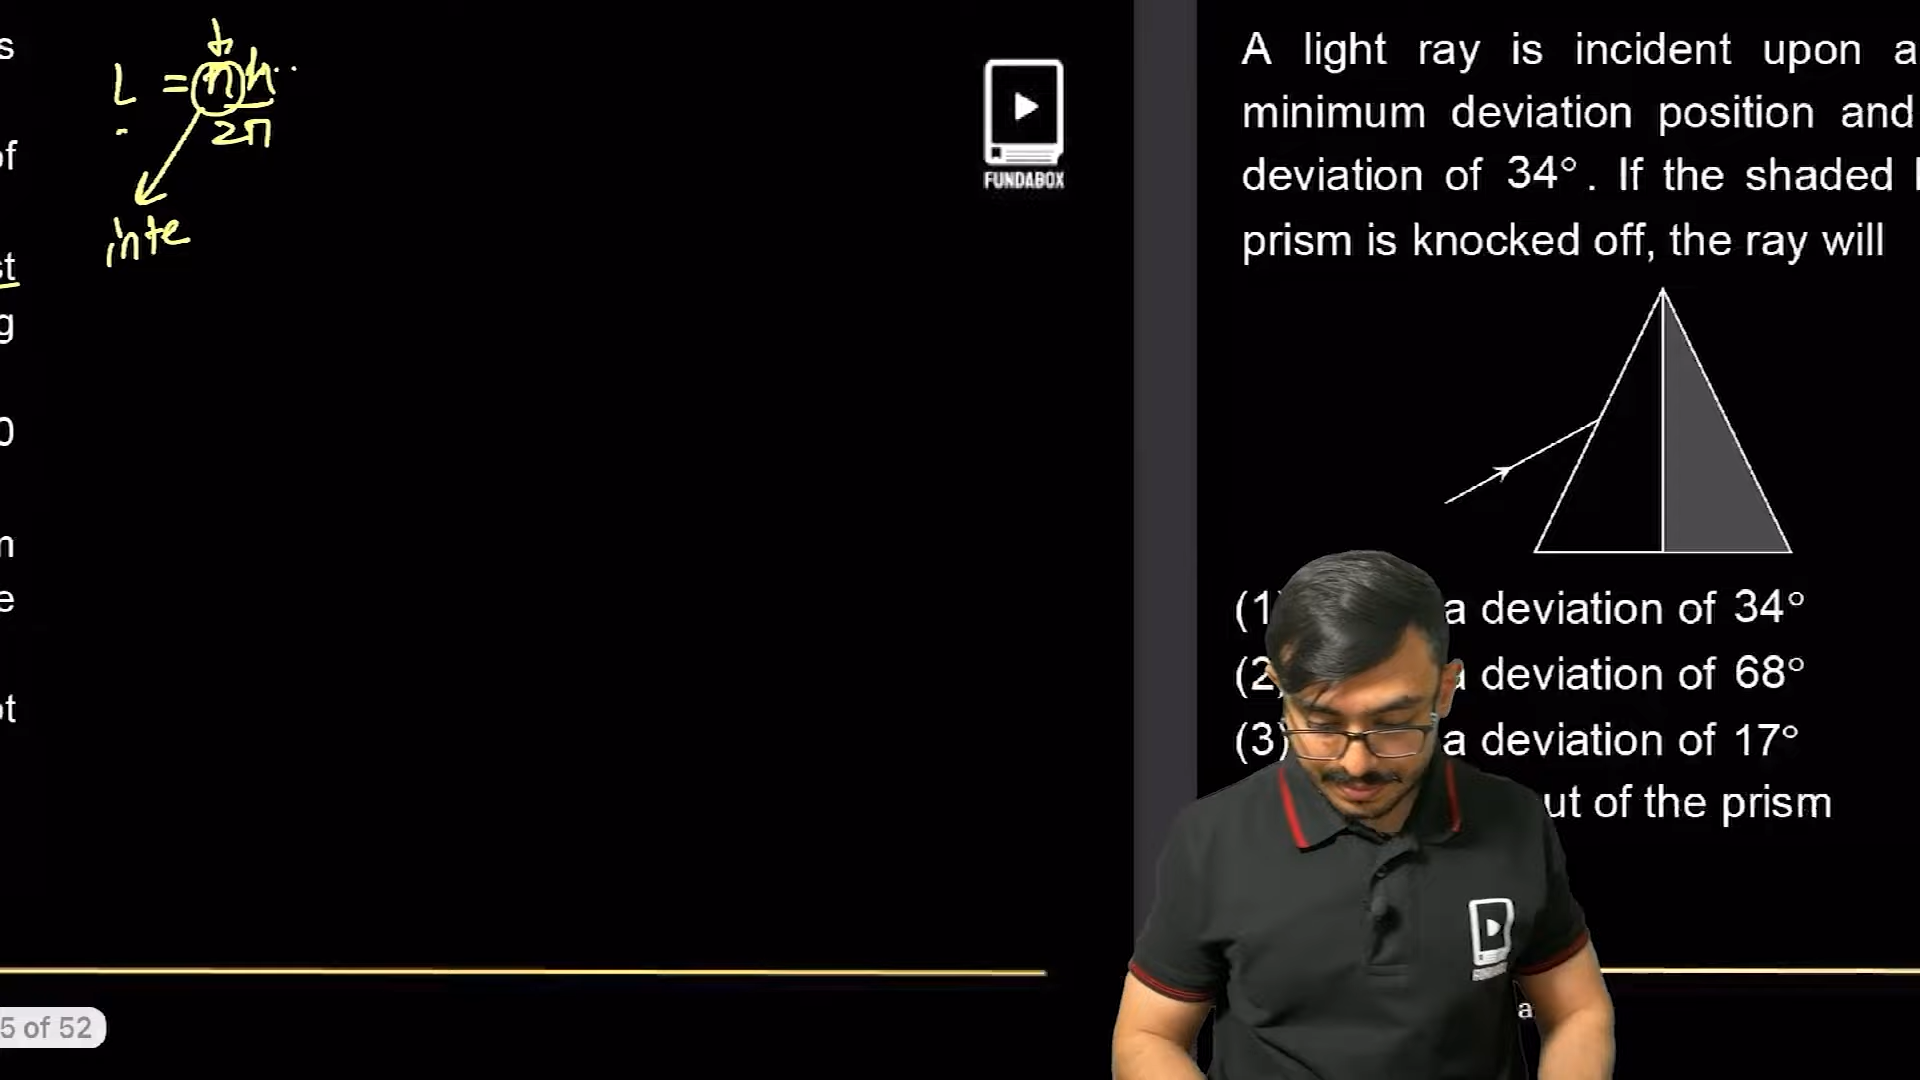 s
L = nh
2π
inte
of
st
g
0
n
e
ot
FUNDABOX
5 of 52
A light ray is incident upon a
minimum deviation position and
deviation of 34°. If the shaded
prism is knocked off, the ray will
(1) a deviation of 34°
(2) a deviation of 68°
(3) a deviation of 17°
out of the prism